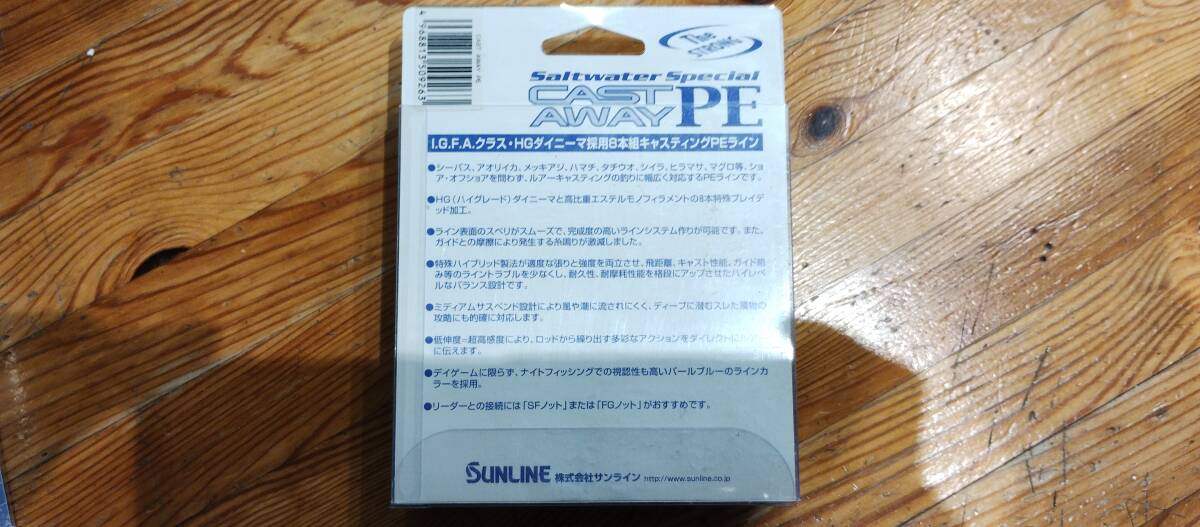 4 968813 509263
CAST AWAY PE
The
STRONG
Saltwater Special
CAST
AWAY PE
I.G.F.A.クラス・HGダイニーマ採用8本組キャスティングPEライン
●シーバス、アオリイカ、メッキアジ、ハマチ、タチウオ、シイラ、ヒラマサ、マグロ等、ショ
ア・オフショアを問わず、ルアーキャスティングの釣りに幅広く対応するPEラインです。
●HG(ハイグレード)ダイニーマと高比重エステルモノフィラメントの8本特殊ブレイデ
ッド加工。
●ライン表面のスベリがスムーズで、完成度の高いラインシステム作りが可能です。また、
ガイドとの摩擦により発生する糸鳴りが激減しました。
●特殊ハイブリッド製法が適度な張りと強度を両立させ、飛距離、キャスト性能、ガイド絡
み等のライントラブルを少なくし、耐久性、耐摩耗性能を格段にアップさせたハイレベ
ルなバランス設計です。
●ミディアムサスペンド設計により風や潮に流されにくく、ディープに潜むスレた獲物の
攻略にも的確に対応します。
●低伸度=超高感度により、ロッドから繰り出す多彩なアクションをダイレクトにルアー
に伝えます。
●デイゲームに限らず、ナイトフィッシングでの視認性も高いパールブルーのラインカ
ラーを採用。
●リーダーとの接続には「SFノット」または「FGノット」がおすすめです。
SUNLINE 株式会社サンライン http://www.sunline.co.jp